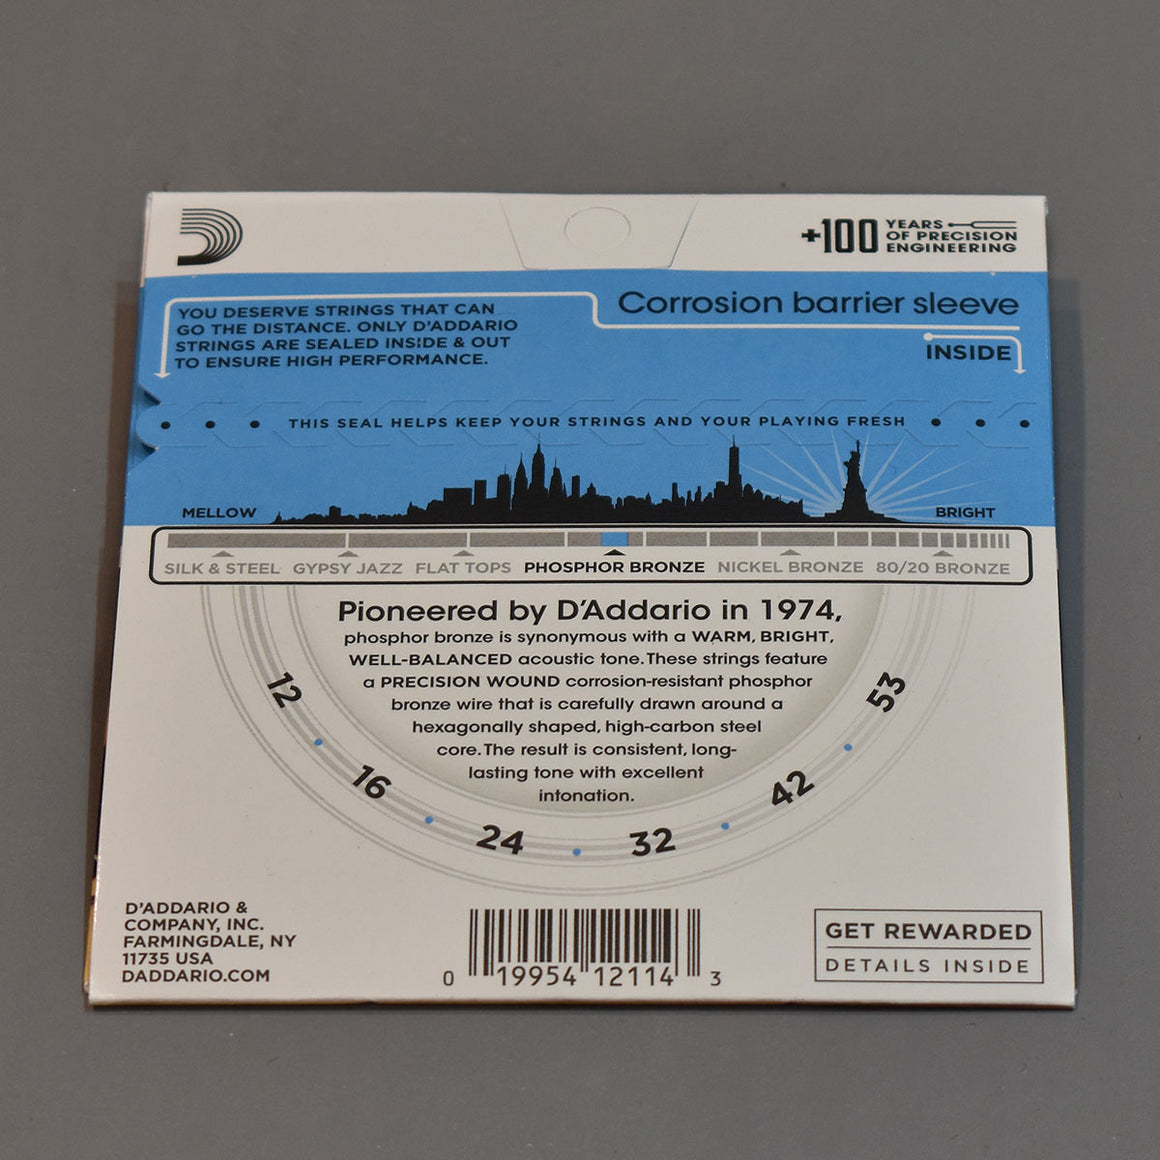 +100 YEARS
OF PRECISION
ENGINEERING
YOU DESERVE STRINGS THAT CAN
GO THE DISTANCE. ONLY D'ADDARIO
STRINGS ARE SEALED INSIDE & OUT
TO ENSURE HIGH PERFORMANCE.
Corrosion barrier sleeve
INSIDE
THIS SEAL HELPS KEEP YOUR STRINGS AND YOUR PLAYING FRESH
MELLOW
BRIGHT
SILK & STEEL GYPSY JAZZ FLAT TOPS PHOSPHOR BRONZE NICKEL BRONZE 80/20 BRONZE
Pioneered by D'Addario in 1974,
phosphor bronze is synonymous with a WARM, BRIGHT,
WELL-BALANCED acoustic tone. These strings feature
a PRECISION WOUND corrosion-resistant phosphor
bronze wire that is carefully drawn around a
hexagonally shaped, high-carbon steel
core. The result is consistent, long-
lasting tone with excellent
intonation.
12 • 16 • 24 • 32 • 42 • 53
D'ADDARIO &
COMPANY, INC.
FARMINGDALE, NY
11735 USA
DADDARIO.COM
0 19954 12114 3
GET REWARDED
DETAILS INSIDE